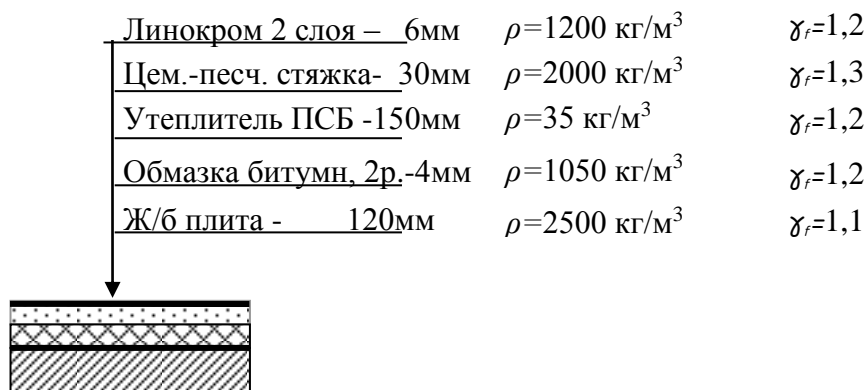 Линокром 2 слоя – 6мм ρ=1200 кг/м³ γf=1,2
Цем.-песч. стяжка- 30мм ρ=2000 кг/м³ γf=1,3
Утеплитель ПСБ -150мм ρ=35 кг/м³ γf=1,2
Обмазка битумн, 2р.-4мм ρ=1050 кг/м³ γf=1,2
Ж/б плита - 120мм ρ=2500 кг/м³ γf=1,1